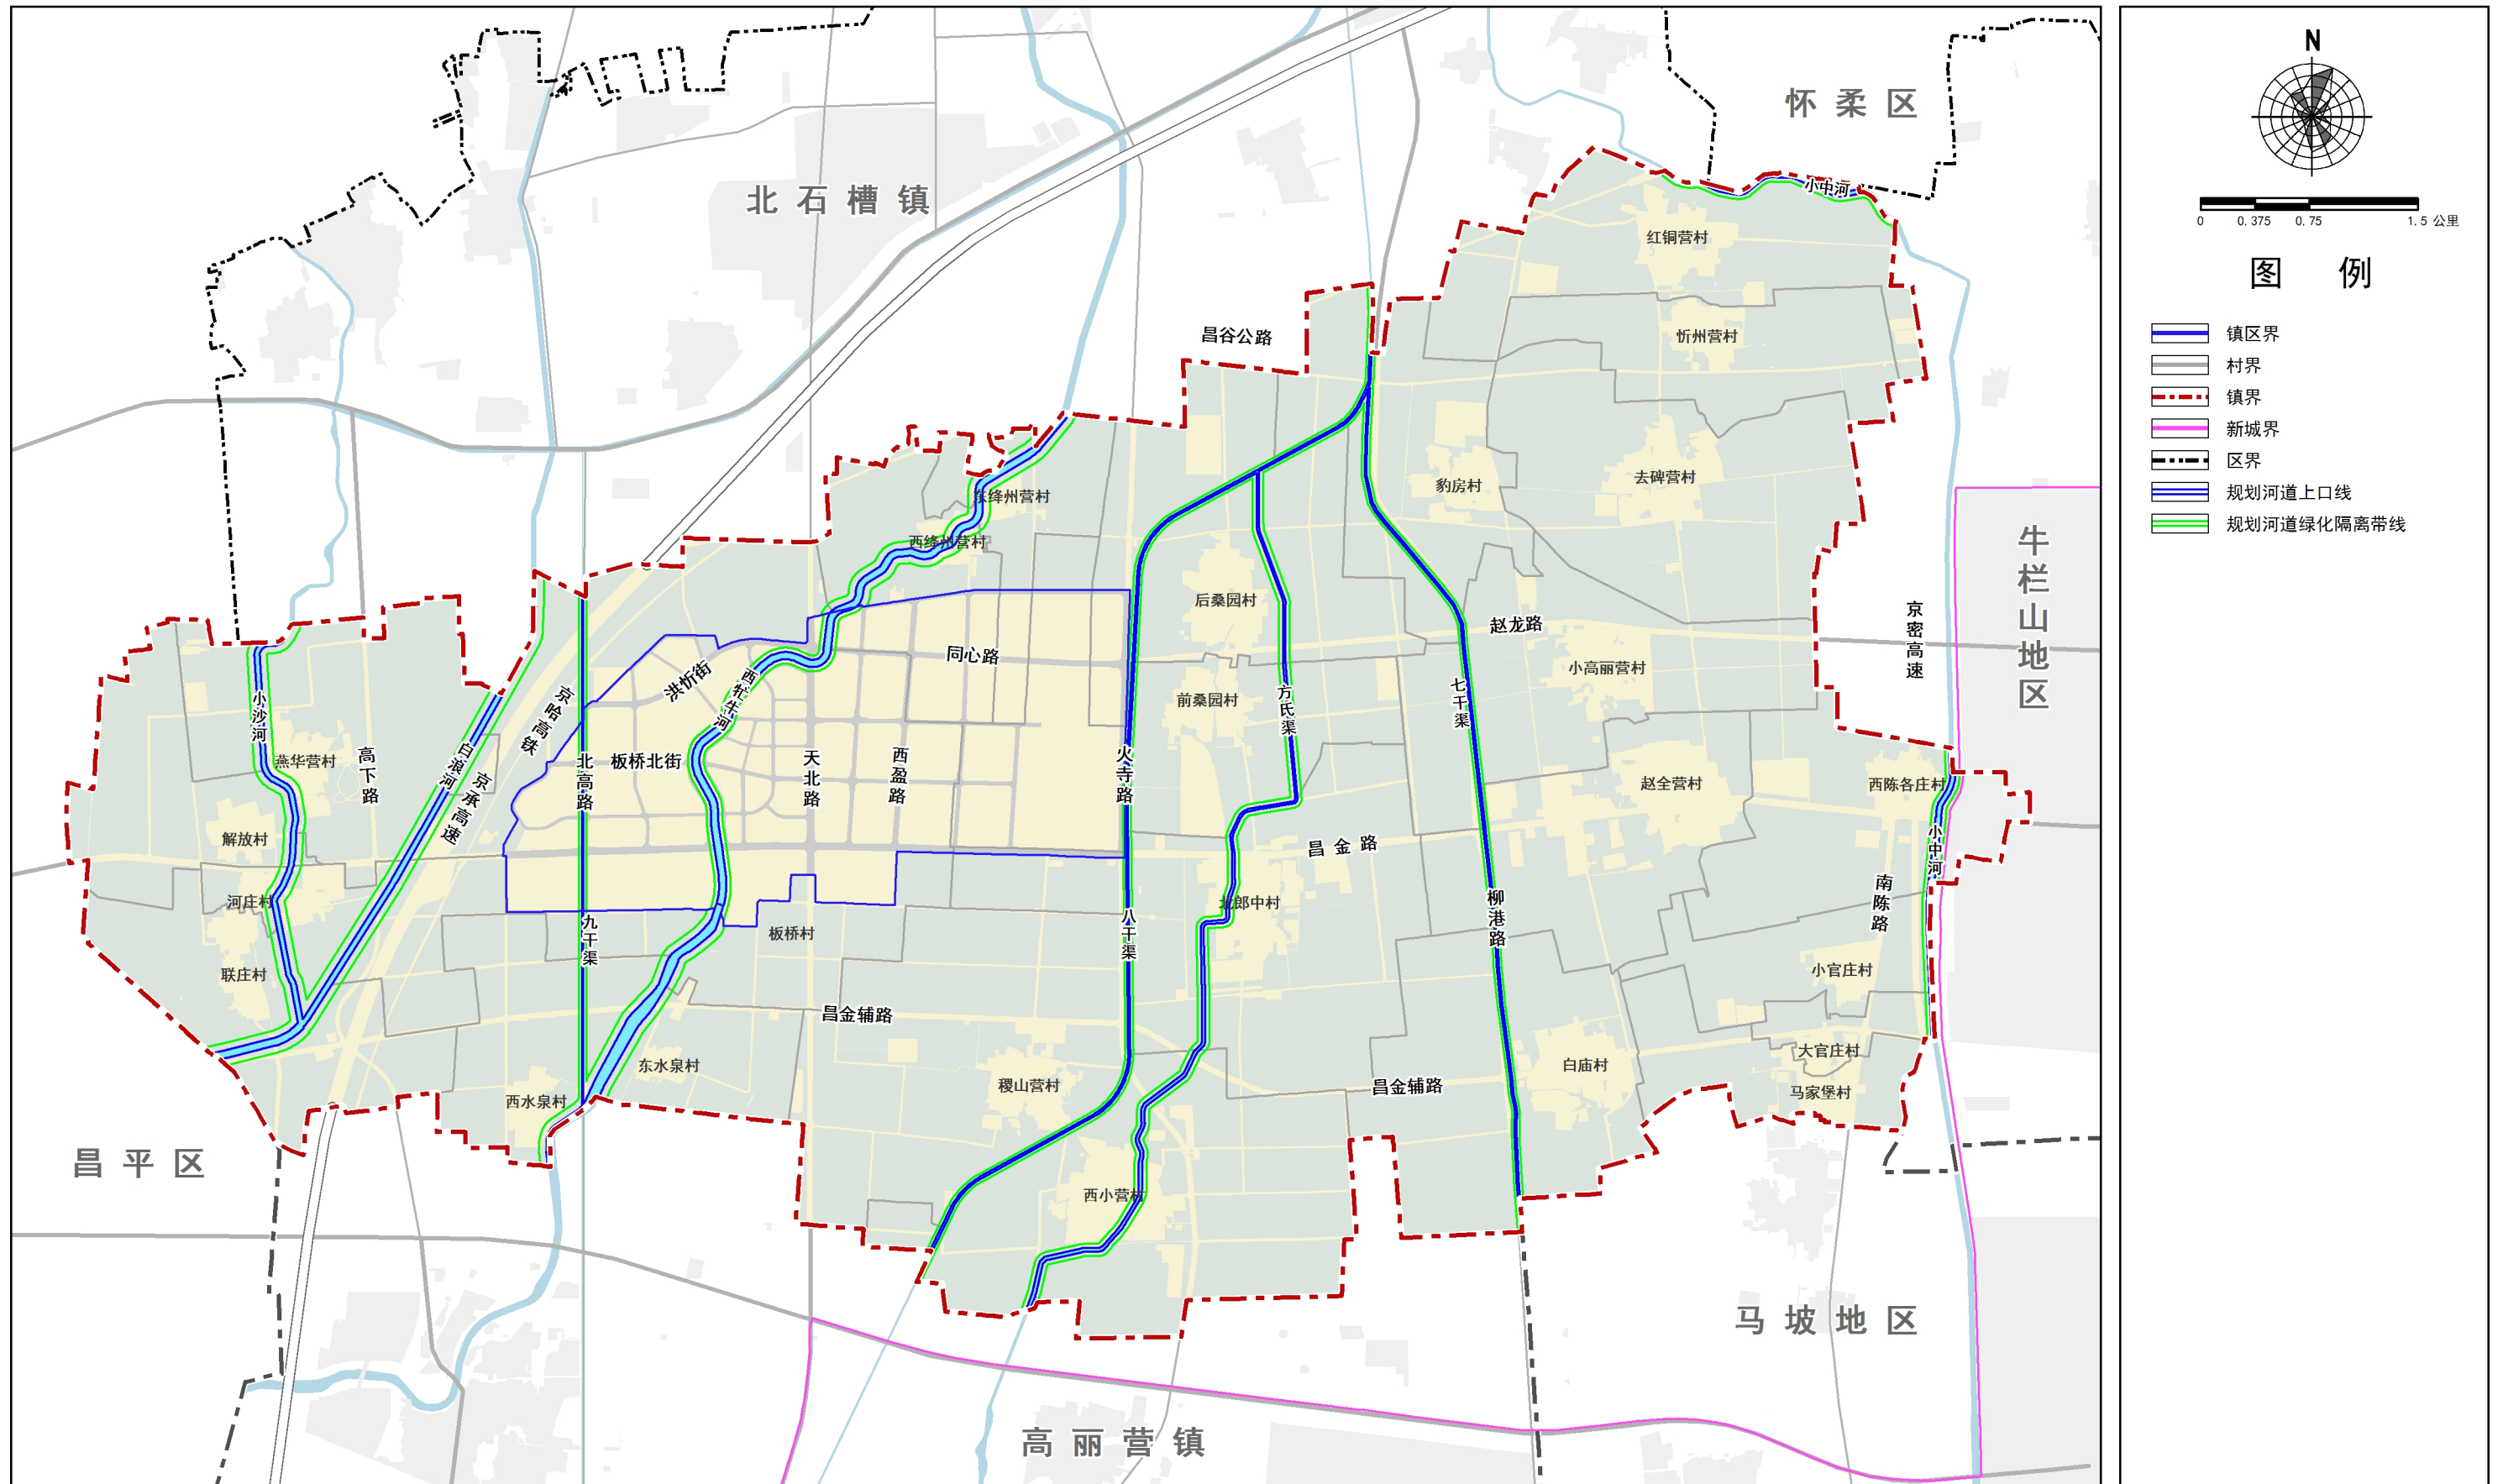 怀柔区
北石槽镇
小中河
红铜营村
昌谷公路
忻州营村
豹房村
去碑营村
东绛州营村
西绛州营村
牛栏山地区
后桑园村
赵龙路
京密高速
同心路
小高丽营村
洪忻街
西牤牛河
小沙河
前桑园村
方氏渠
七干渠
京哈高铁
白浪河
燕华营村
高下路
京承高速
北高路
板桥北街
天北路
西盈路
火寺路
赵全营村
西陈各庄村
解放村
昌金路
小中河
河庄村
北郎中村
柳港路
南陈路
九干渠
板桥村
八干渠
联庄村
小官庄村
昌金辅路
大官庄村
东水泉村
稷山营村
昌金辅路
白庙村
马家堡村
西水泉村
昌平区
西小营村
马坡地区
高丽营镇
N
0 0.375 0.75 1.5 公里
图例
镇区界
村界
镇界
新城界
区界
规划河道上口线
规划河道绿化隔离带线